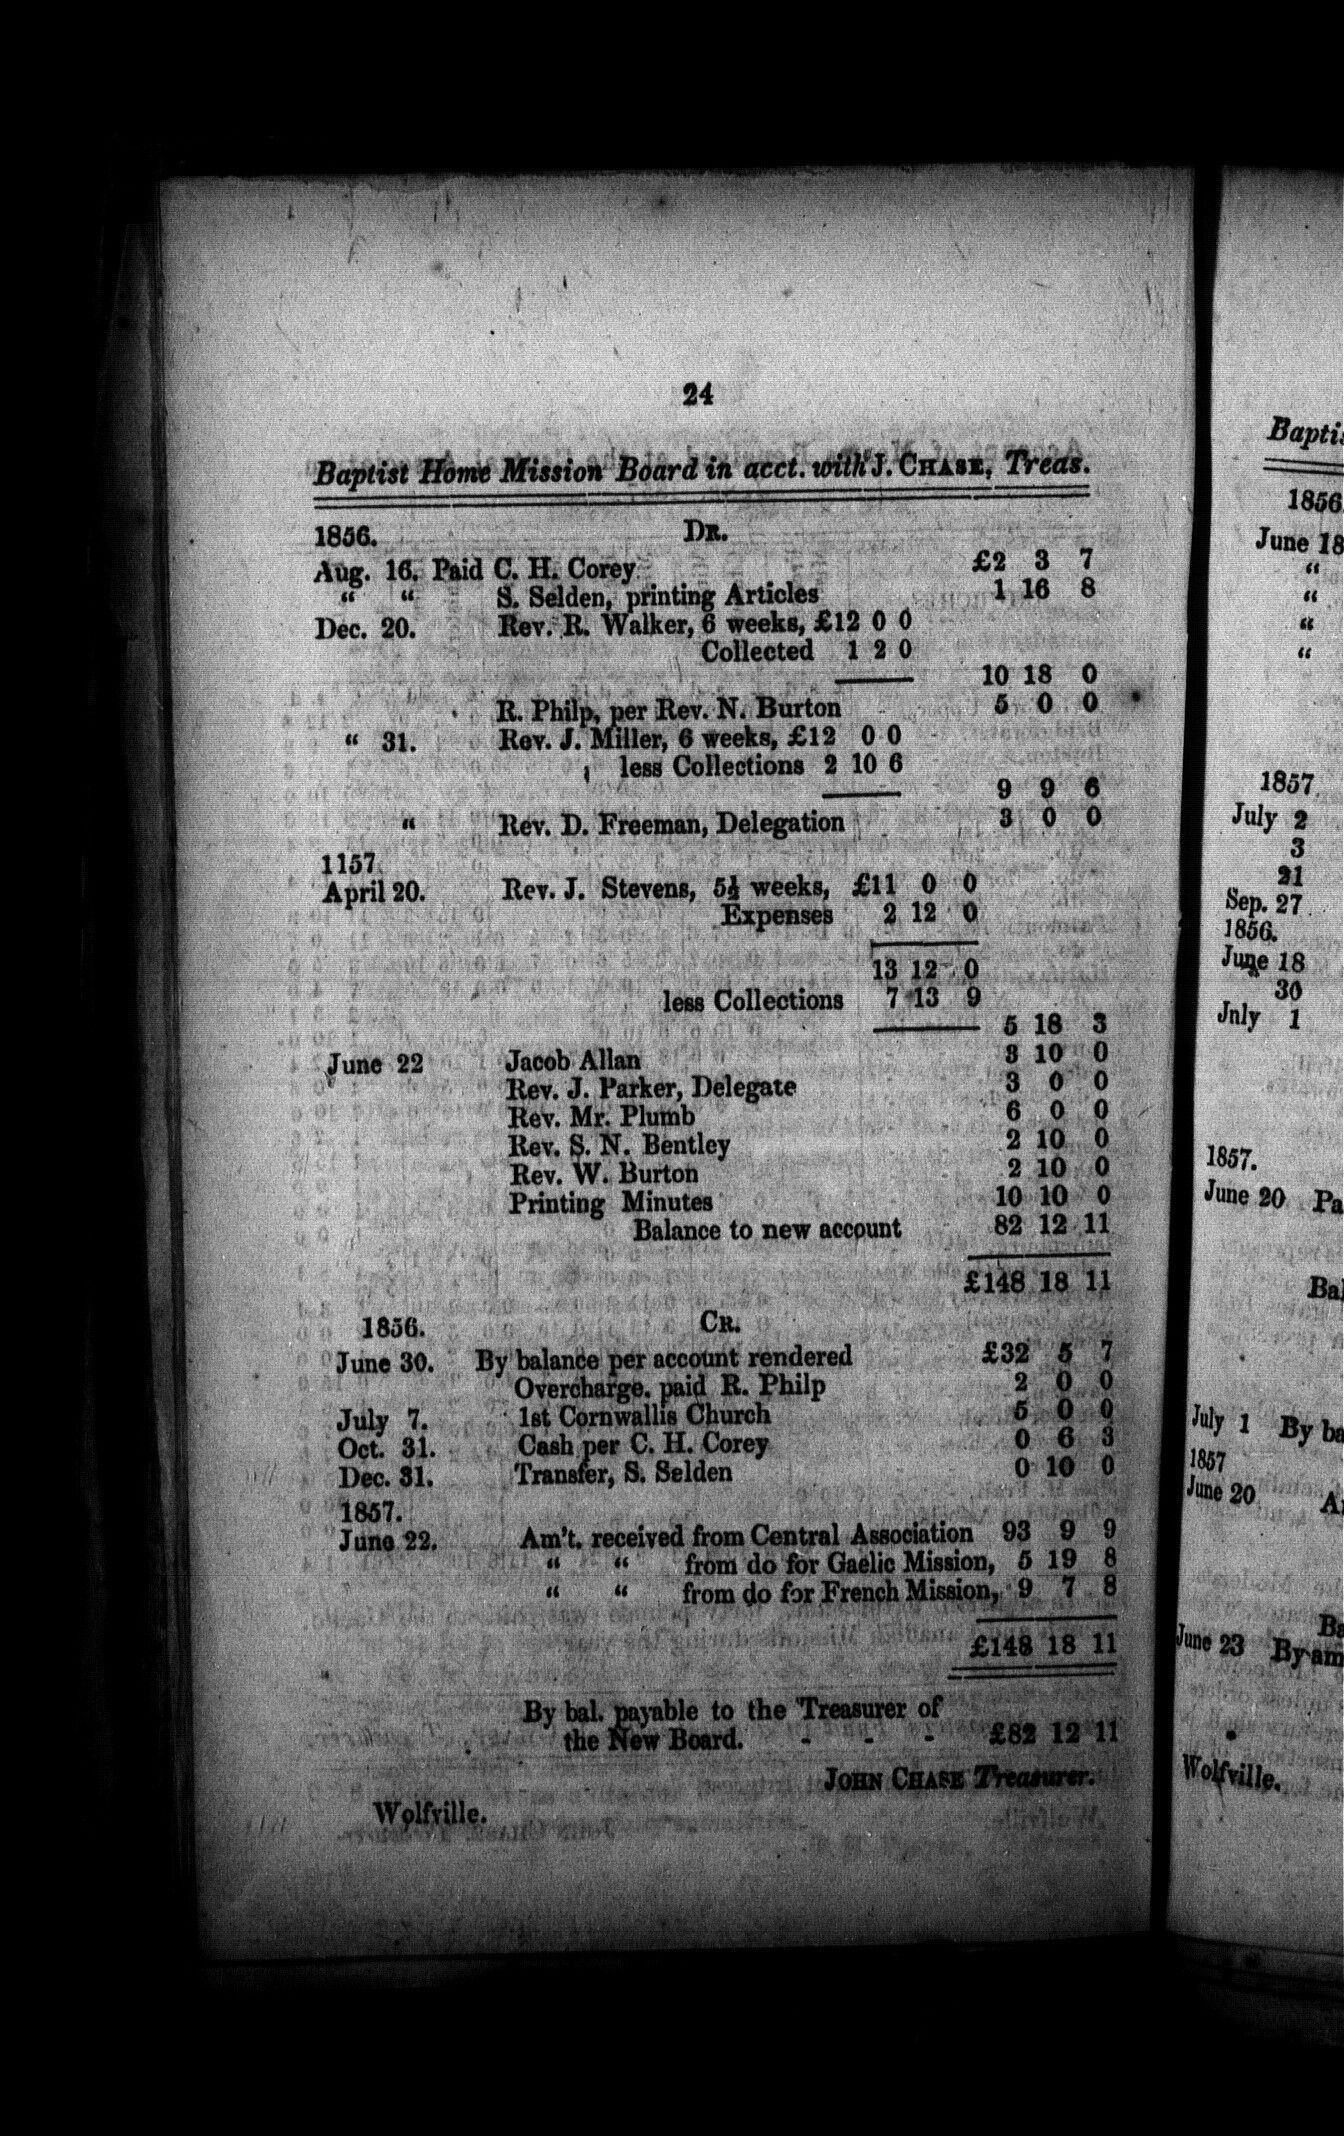 24
Baptist Home Mission Board in acct. with J. CHASE, Treas.
1856. DR.
Aug. 16. Paid C. H. Corey £2 3 7
“ “ S. Selden, printing Articles 1 16 8
Dec. 20. Rev. R. Walker, 6 weeks, £12 0 0
Collected 1 2 0
10 18 0
R. Philp, per Rev. N. Burton 5 0 0
“ 31. Rev. J. Miller, 6 weeks, £12 0 0
less Collections 2 10 6
9 9 6
“ Rev. D. Freeman, Delegation 3 0 0
1157
April 20. Rev. J. Stevens, 5½ weeks, £11 0 0
Expenses 2 12 0
13 12 0
less Collections 7 13 9
5 18 3
June 22 Jacob Allan 3 10 0
Rev. J. Parker, Delegate 3 0 0
Rev. Mr. Plumb 6 0 0
Rev. S. N. Bentley 2 10 0
Rev. W. Burton 2 10 0
Printing Minutes 10 10 0
Balance to new account 82 12 11
£148 18 11
1856. CR.
June 30. By balance per account rendered £32 5 7
Overcharge. paid R. Philp 2 0 0
July 7. 1st Cornwallis Church 5 0 0
Oct. 31. Cash per C. H. Corey 0 6 3
Dec. 31. Transfer, S. Selden 0 10 0
1857.
June 22. Am't. received from Central Association 93 9 9
“ “ from do for Gaelic Mission, 5 19 8
“ “ from do for French Mission, 9 7 8
£148 18 11
By bal. payable to the Treasurer of
the New Board. - - - £82 12 11
JOHN CHASE Treasurer.
Wolfville.
Baptis
1856
June 18
“
“
“
“
1857
July 2
3
21
Sep. 27
1856.
June 18
30
Jnly 1
1857.
June 20 Pa
Bal
July 1 By ba
1857
June 20 A
Ba
June 23 By am
Wolfville.